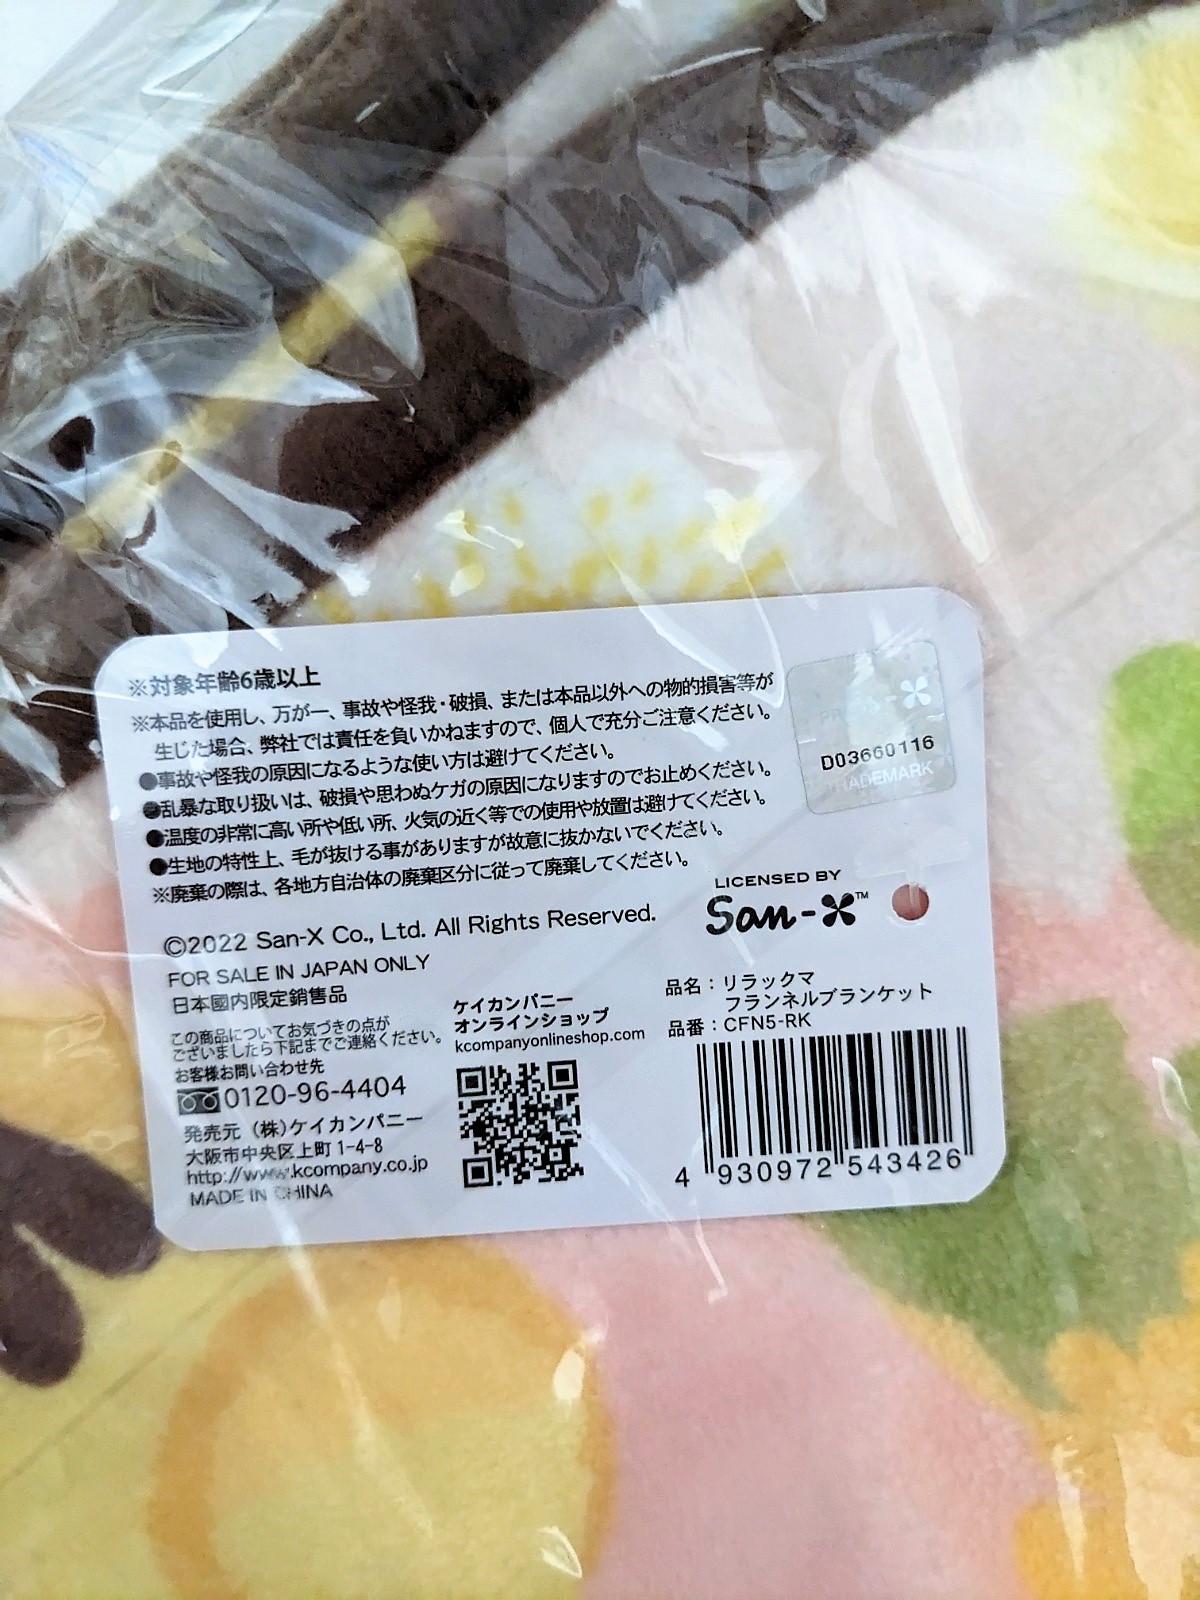 ※対象年齢6歳以上
※本品を使用し、万が一、事故や怪我・破損、または本品以外への物的損害等が
生じた場合、弊社では責任を負いかねますので、個人で充分ご注意ください。
●事故や怪我の原因になるような使い方は避けてください。
●乱暴な取り扱いは、破損や思わぬケガの原因になりますのでお止めください。
●温度の非常に高い所や低い所、火気の近く等での使用や放置は避けてください。
●生地の特性上、毛が抜ける事がありますが故意に抜かないでください。
※廃棄の際は、各地方自治体の廃棄区分に従って廃棄してください。
D03660116
TRADEMARK
©2022 San-X Co., Ltd. All Rights Reserved.
FOR SALE IN JAPAN ONLY
日本國内限定銷售品
この商品についてお気づきの点が
ございましたら下記までご連絡ください。
お客様お問い合わせ先
0120-96-4404
発売元 (株)ケイカンパニー
大阪市中央区上町1-4-8
http://www.kcompany.co.jp
MADE IN CHINA
ケイカンパニー
オンラインショップ
kcompanyonlineshop.com
LICENSED BY
San-X™
品名：リラックマ
フランネルブランケット
品番：CFN5-RK
4 930972 543426